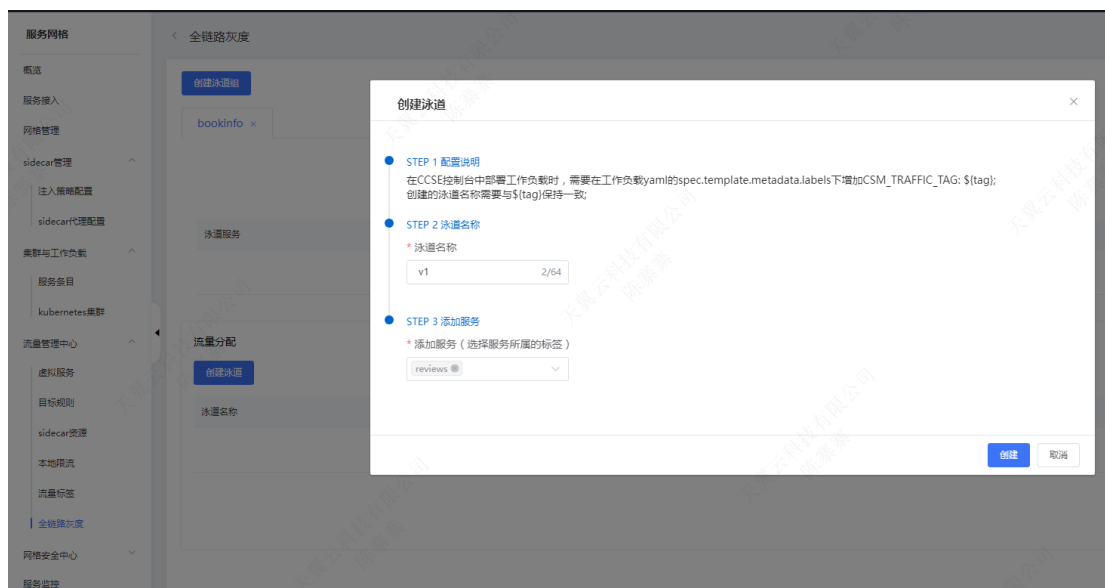 服务网格
全链路灰度
概览
服务接入
网格管理
sidecar管理
注入策略配置
sidecar代理配置
集群与工作负载
服务条目
kubernetes集群
流量管理中心
虚拟服务
目标规则
sidecar资源
本地限流
流量标签
全链路灰度
网格安全中心
服务监控
创建泳道组
bookinfo
泳道服务
流量分配
创建泳道
泳道名称
创建泳道
STEP 1 配置说明
在CCSE控制台中部署工作负载时，需要在工作负载yaml的spec.template.metadata.labels下增加CSM_TRAFFIC_TAG: ${tag};
创建的泳道名称需要与${tag}保持一致;
STEP 2 泳道名称
* 泳道名称
v1 2/64
STEP 3 添加服务
* 添加服务（选择服务所属的标签）
reviews
创建 取消
天翼云科技有限公司